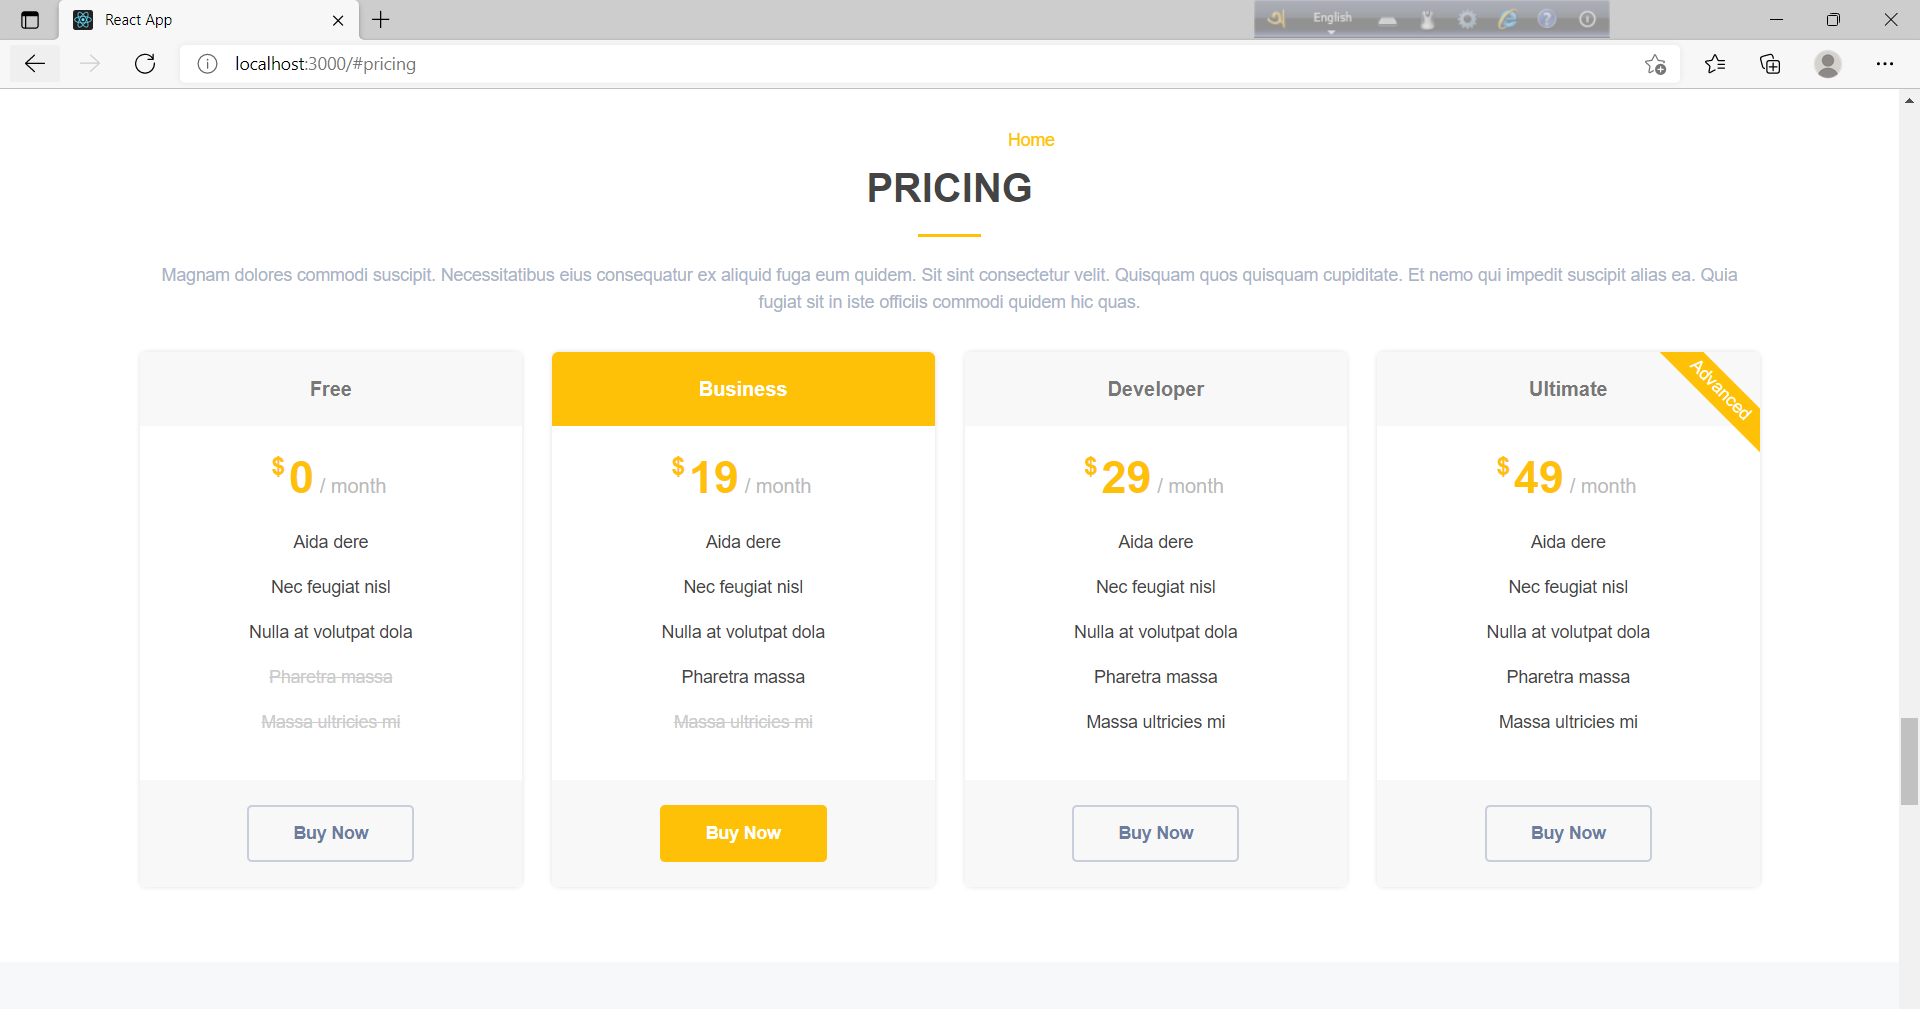 React App
English
localhost:3000/#pricing
Home
PRICING
Magnam dolores commodi suscipit. Necessitatibus eius consequatur ex aliquid fuga eum quidem. Sit sint consectetur velit. Quisquam quos quisquam cupiditate. Et nemo qui impedit suscipit alias ea. Quia
fugiat sit in iste officiis commodi quidem hic quas.
Free
$0 / month
Aida dere
Nec feugiat nisl
Nulla at volutpat dola
Pharetra massa
Massa ultricies mi
Buy Now
Business
$19 / month
Aida dere
Nec feugiat nisl
Nulla at volutpat dola
Pharetra massa
Massa ultricies mi
Buy Now
Developer
$29 / month
Aida dere
Nec feugiat nisl
Nulla at volutpat dola
Pharetra massa
Massa ultricies mi
Buy Now
Ultimate
Advanced
$49 / month
Aida dere
Nec feugiat nisl
Nulla at volutpat dola
Pharetra massa
Massa ultricies mi
Buy Now